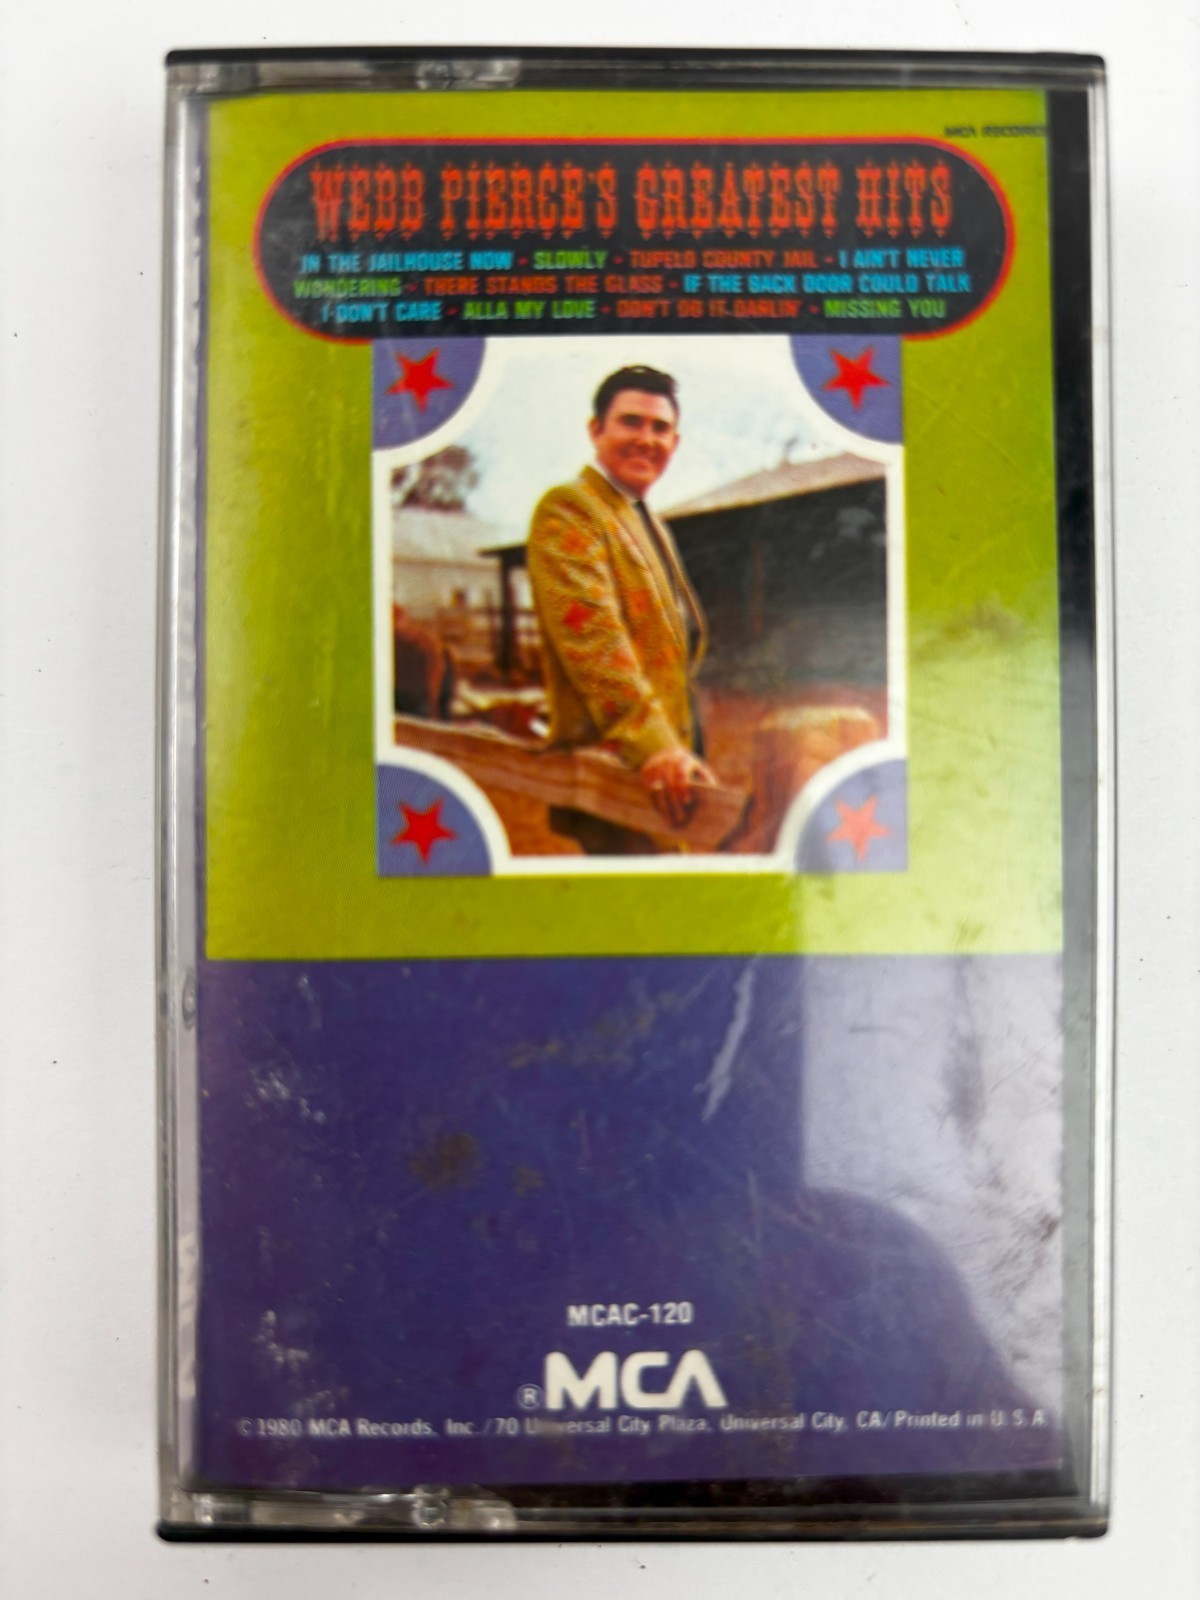 MCA RECORDS
WEBB PIERCE'S GREATEST HITS
IN THE JAILHOUSE NOW • SLOWLY • TUPELO COUNTY JAIL • I AIN'T NEVER
WONDERING • THERE STANDS THE GLASS • IF THE BACK DOOR COULD TALK
I DON'T CARE • ALLA MY LOVE • DON'T DO IT DARLIN' • MISSING YOU
MCAC-120
®MCA
©1980 MCA Records, Inc./70 Universal City Plaza, Universal City, CA/Printed in U.S.A.